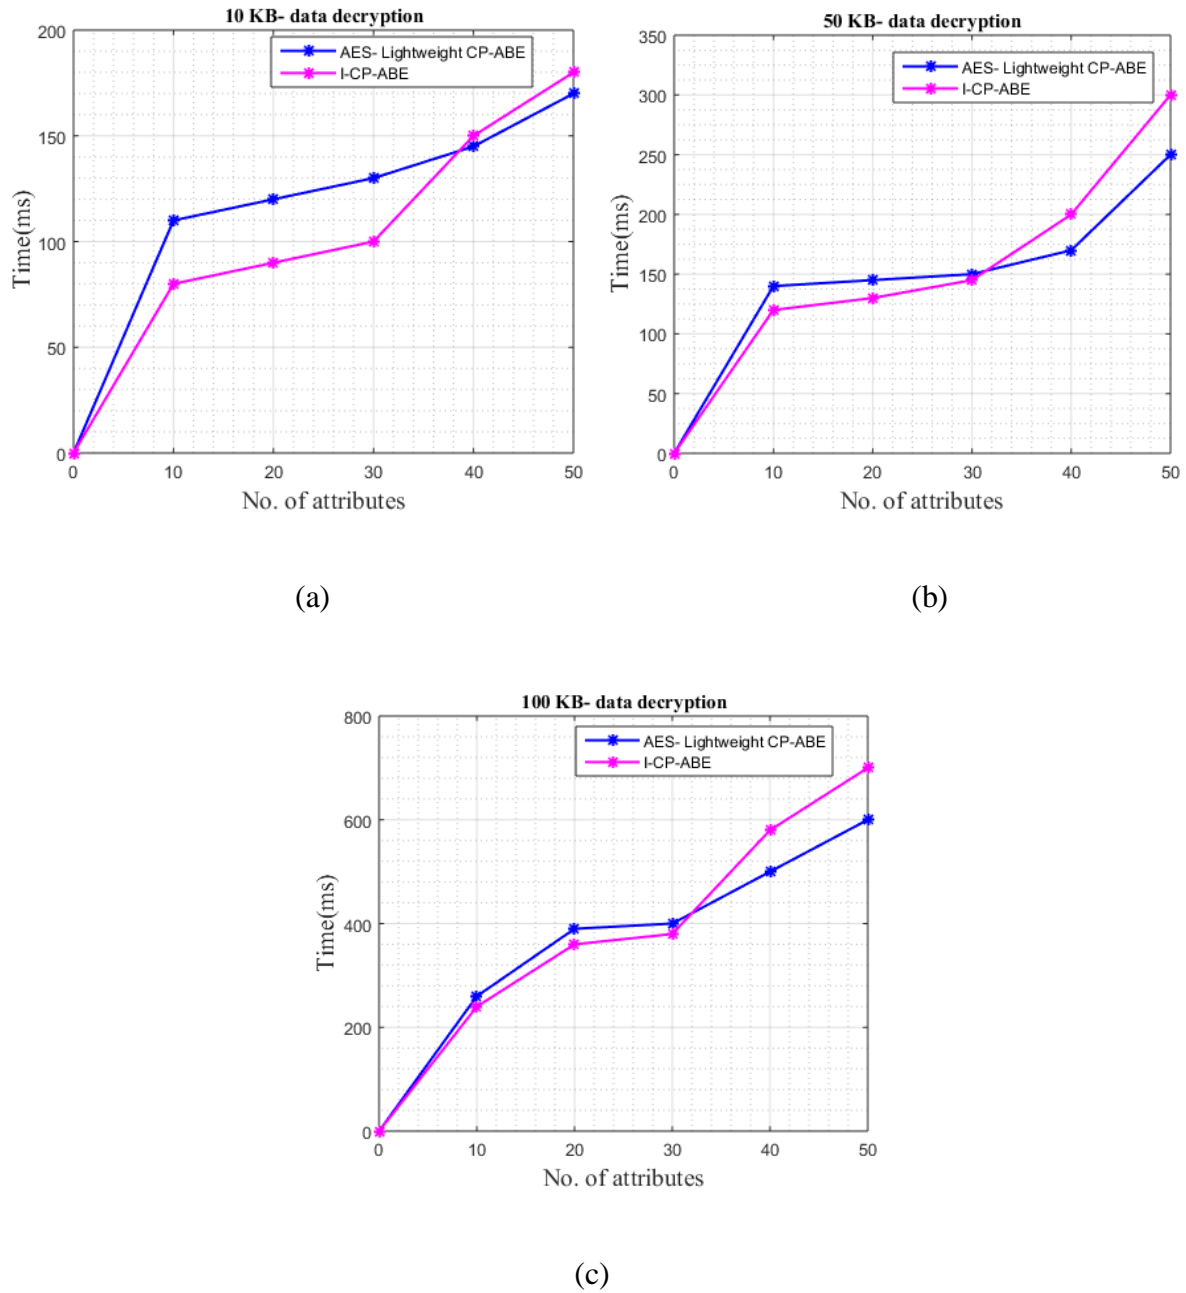 10 KB- data decryption
AES- Lightweight CP-ABE
I-CP-ABE
Time(ms)
200
150
100
50
0
0 10 20 30 40 50
No. of attributes
(a)
50 KB- data decryption
AES- Lightweight CP-ABE
I-CP-ABE
Time(ms)
350
300
250
200
150
100
50
0
0 10 20 30 40 50
No. of attributes
(b)
100 KB- data decryption
AES- Lightweight CP-ABE
I-CP-ABE
Time(ms)
800
600
400
200
0
0 10 20 30 40 50
No. of attributes
(c)